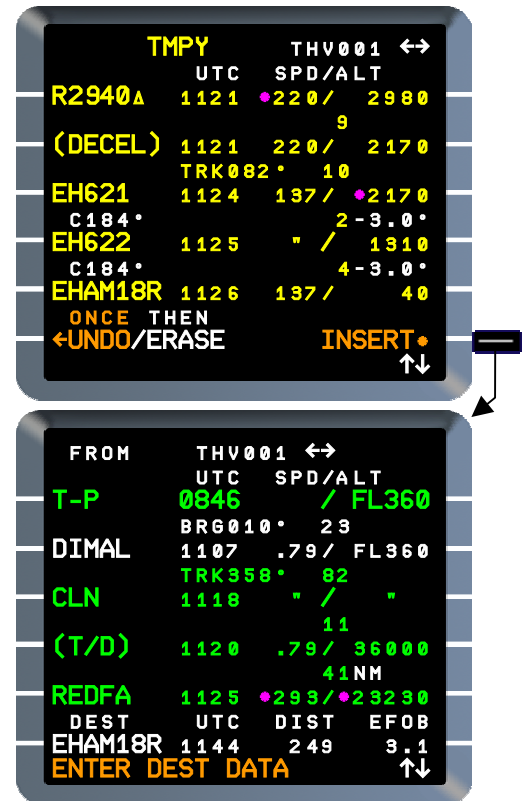 TMPY THV001 ↔
UTC SPD/ALT
R2940∆ 1121 •220/ 2980
9
(DECEL) 1121 220/ 2170
TRK082° 10
EH621 1124 137/ •2170
C184° 2-3.0°
EH622 1125 " / 1310
C184° 4-3.0°
EHAM18R 1126 137/ 40
ONCE THEN
←UNDO/ERASE INSERT•
↑↓
FROM THV001 ↔
UTC SPD/ALT
T-P 0846 / FL360
BRG010° 23
DIMAL 1107 .79/ FL360
TRK358° 82
CLN 1118 " / "
11
(T/D) 1120 .79/ 36000
41NM
REDFA 1125 •293/•23230
DEST UTC DIST EFOB
EHAM18R 1144 249 3.1
ENTER DEST DATA ↑↓